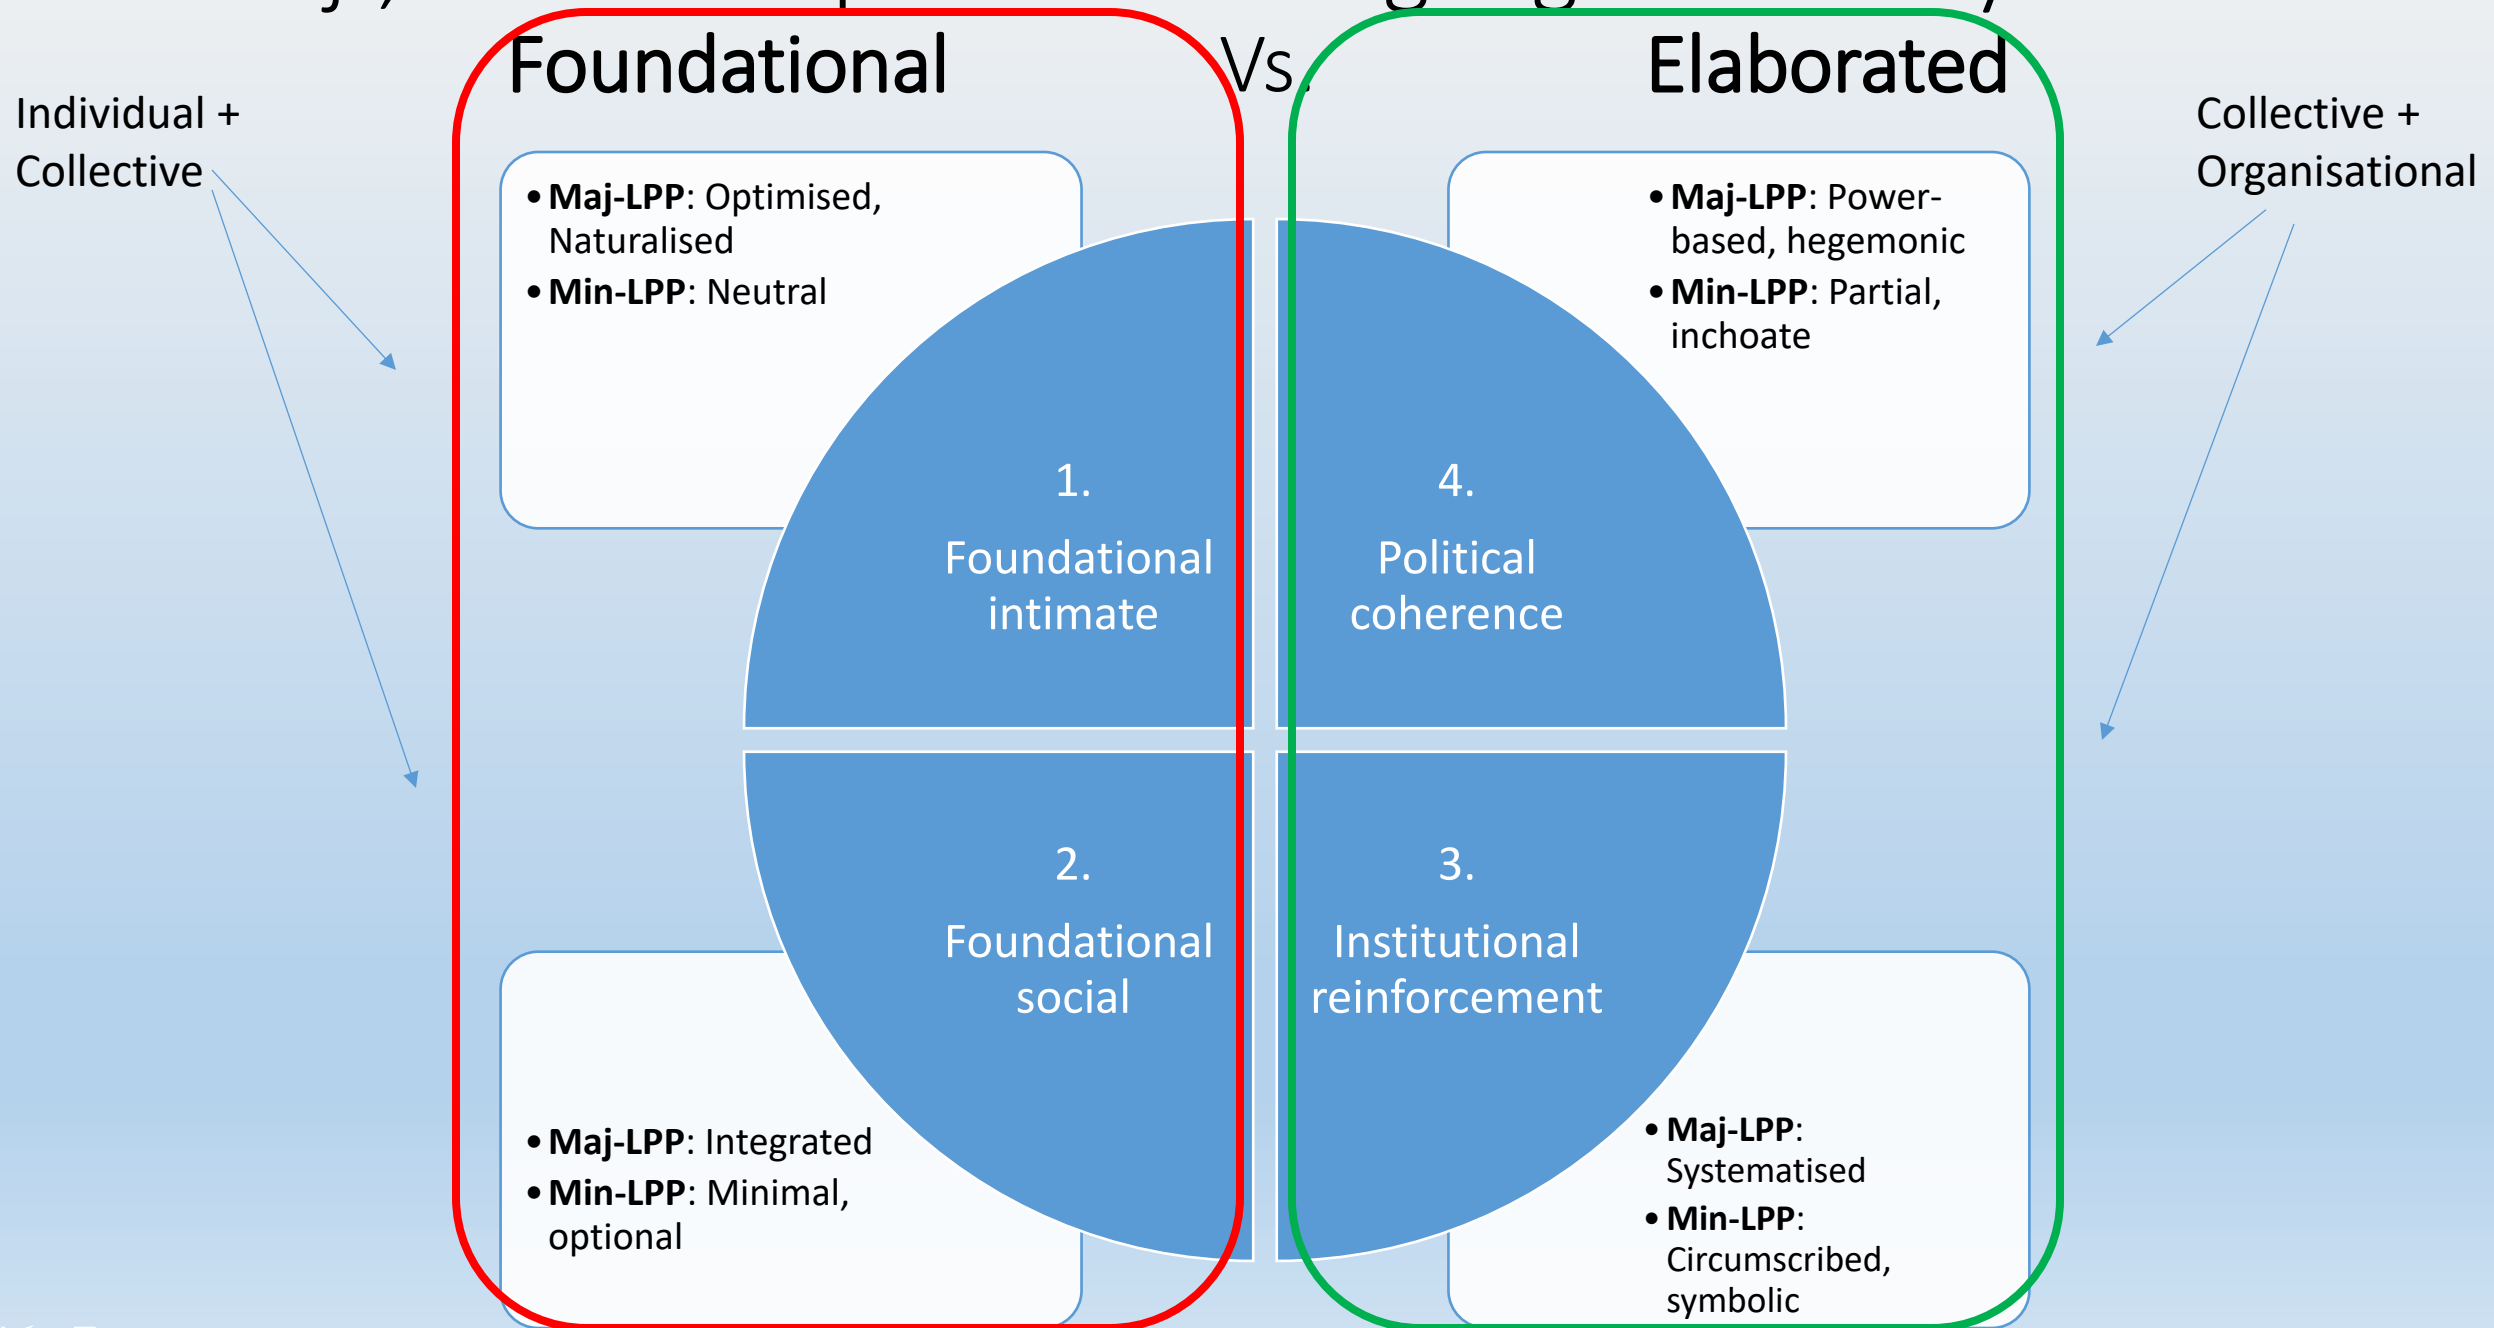 Foundational Vs. Elaborated
Individual +
Collective
Collective +
Organisational
• Maj-LPP: Optimised,
Naturalised
• Min-LPP: Neutral
• Maj-LPP: Power-
based, hegemonic
• Min-LPP: Partial,
inchoate
1.
Foundational
intimate
4.
Political
coherence
2.
Foundational
social
3.
Institutional
reinforcement
• Maj-LPP: Integrated
• Min-LPP: Minimal,
optional
• Maj-LPP:
Systematised
• Min-LPP:
Circumscribed,
symbolic